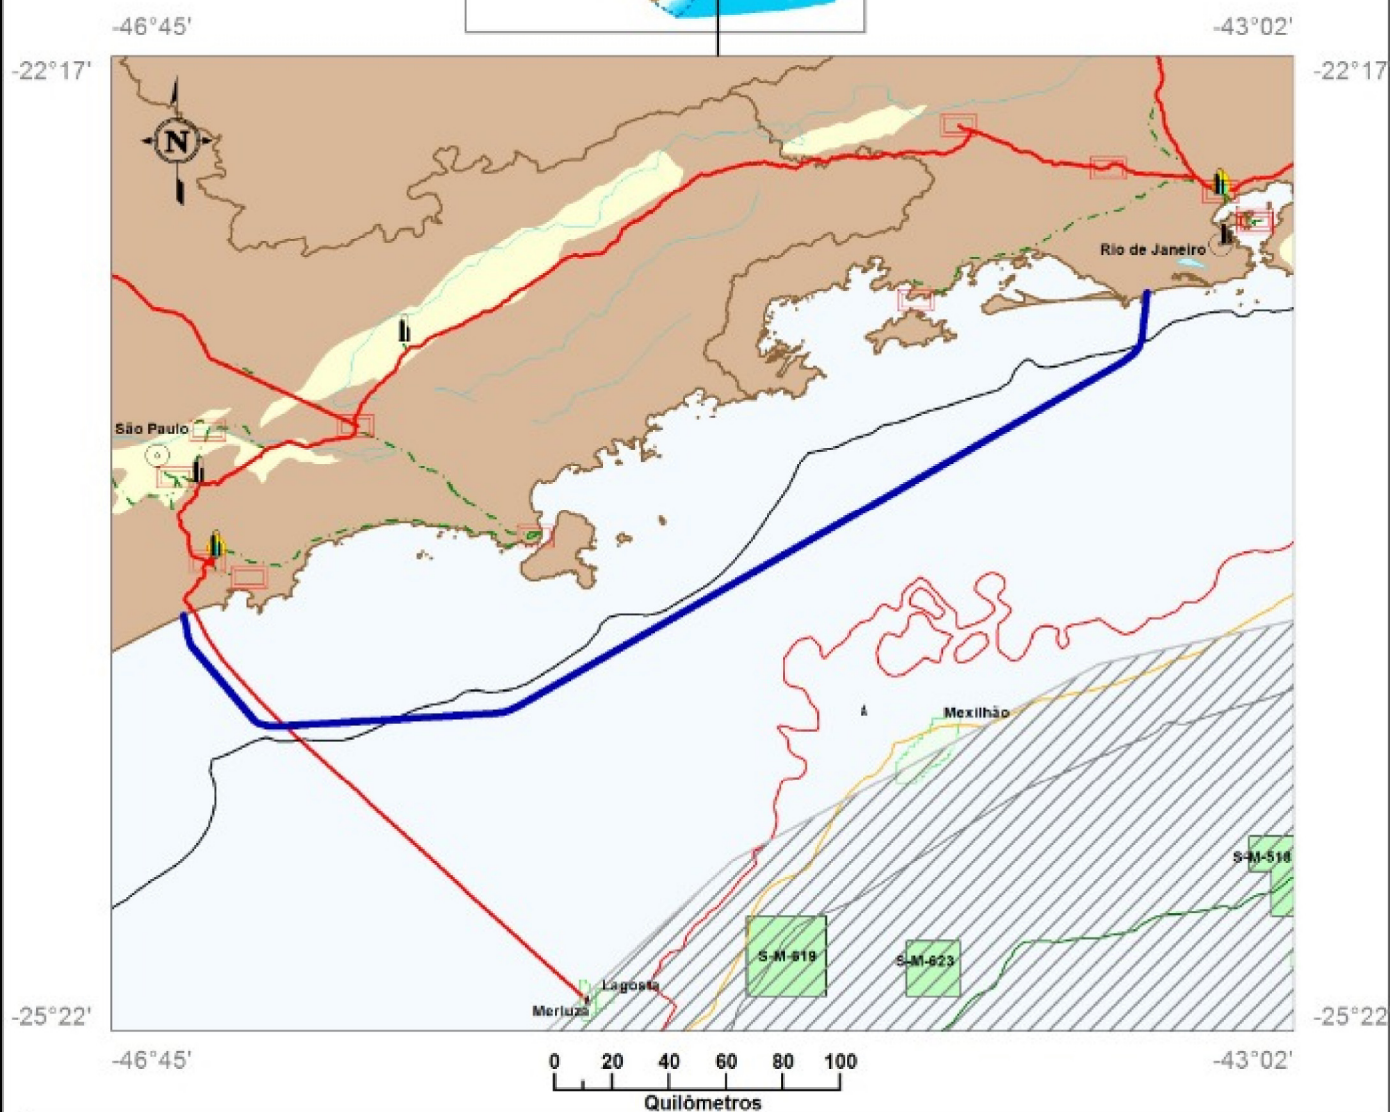 -46°45' -43°02'
-22°17' -22°17'
N
Rio de Janeiro
São Paulo
Mexilhão
S-M-518
S-M-619 S-M-623
Lagosta
Merluza
-25°22' -25°22'
-46°45' -43°02'
0 20 40 60 80 100
Quilômetros